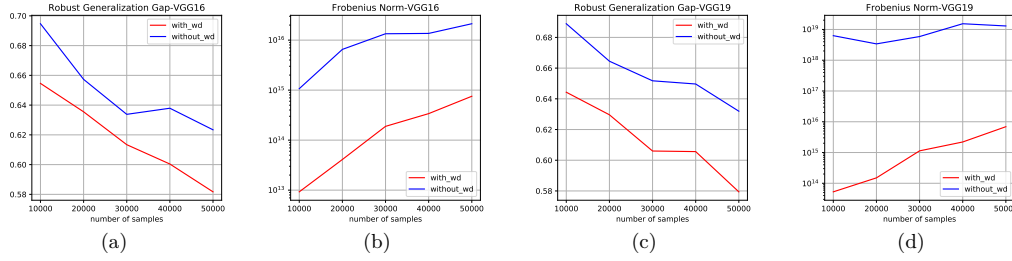 Robust Generalization Gap-VGG16
0.70
0.68
0.66
0.64
0.62
0.60
0.58
with_wd
without_wd
10000 20000 30000 40000 50000
number of samples
(a)
Frobenius Norm-VGG16
10^16
10^15
10^14
10^13
with_wd
without_wd
10000 20000 30000 40000 50000
number of samples
(b)
Robust Generalization Gap-VGG19
0.68
0.66
0.64
0.62
0.60
0.58
with_wd
without_wd
10000 20000 30000 40000 50000
number of samples
(c)
Frobenius Norm-VGG19
10^19
10^18
10^17
10^16
10^15
10^14
with_wd
without_wd
10000 20000 30000 40000 50000
number of samples
(d)